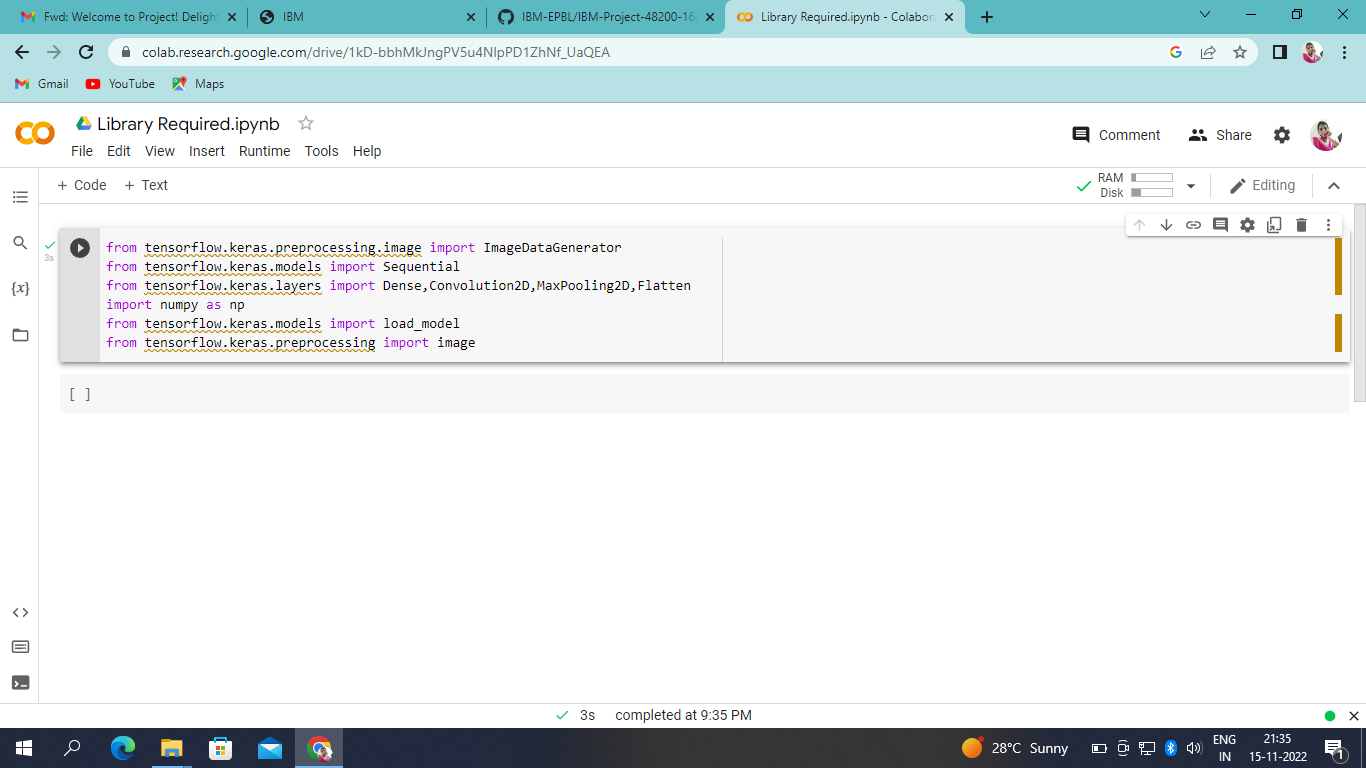 Fwd: Welcome to Project! Deligh
IBM
IBM-EPBL/IBM-Project-48200-16
Library Required.ipynb - Colabora
colab.research.google.com/drive/1kD-bbhMkJngPV5u4NIpPD1ZhNf_UaQEA
Gmail
YouTube
Maps
Library Required.ipynb
Comment
Share
File Edit View Insert Runtime Tools Help
+ Code + Text
RAM
Disk
Editing
3s
from tensorflow.keras.preprocessing.image import ImageDataGenerator
from tensorflow.keras.models import Sequential
from tensorflow.keras.layers import Dense,Convolution2D,MaxPooling2D,Flatten
import numpy as np
from tensorflow.keras.models import load_model
from tensorflow.keras.preprocessing import image
[ ]
{x}
3s completed at 9:35 PM
28°C Sunny
ENG
IN
21:35
15-11-2022
1